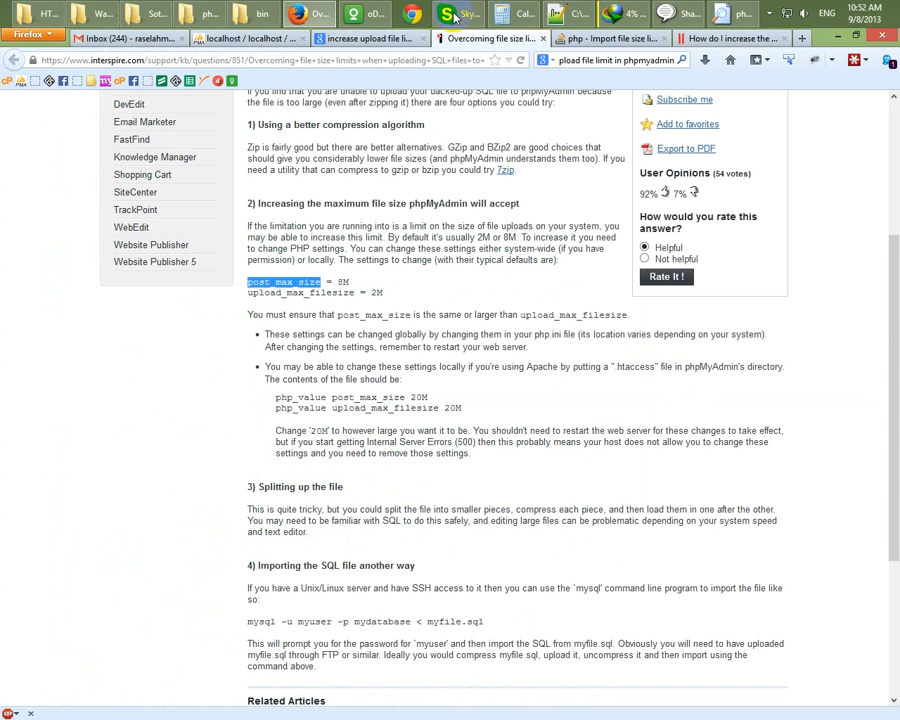 HT...
Wa...
Sot...
ph...
bin
Ov...
oD...
Sky...
Cal...
C:\...
4% ...
Sha...
ph...
ENG
10:52 AM
9/8/2013
Firefox
Inbox (244) - raselahm...
localhost / localhost / ...
increase upload file li...
Overcoming file size li...
php - Import file size li...
How do I increase the ...
https://www.interspire.com/support/kb/questions/851/Overcoming+file+size+limits+when+uploading+SQL+files+to+
pload file limit in phpmyadmin
DevEdit
Email Marketer
FastFind
Knowledge Manager
Shopping Cart
SiteCenter
TrackPoint
WebEdit
Website Publisher
Website Publisher 5
If you find that you are unable to upload your backed-up SQL file to phpMyAdmin because
the file is too large (even after zipping it) there are four options you could try:
1) Using a better compression algorithm
Zip is fairly good but there are better alternatives. GZip and BZip2 are good choices that
should give you considerably lower file sizes (and phpMyAdmin understands them too). If you
need a utility that can compress to gzip or bzip you could try 7zip.
2) Increasing the maximum file size phpMyAdmin will accept
If the limitation you are running into is a limit on the size of file uploads on your system, you
may be able to increase this limit. By default it's usually 2M or 8M. To increase it you need
to change PHP settings. You can change these settings either system-wide (if you have
permission) or locally. The settings to change (with their typical defaults are):
post_max_size = 8M
upload_max_filesize = 2M
You must ensure that post_max_size is the same or larger than upload_max_filesize.
These settings can be changed globally by changing them in your php.ini file (its location varies depending on your system).
After changing the settings, remember to restart your web server.
You may be able to change these settings locally if you're using Apache by putting a ".htaccess" file in phpMyAdmin's directory.
The contents of the file should be:
php_value post_max_size 20M
php_value upload_max_filesize 20M
Change '20M' to however large you want it to be. You shouldn't need to restart the web server for these changes to take effect,
but if you start getting Internal Server Errors (500) then this probably means your host does not allow you to change these
settings and you need to remove those settings.
3) Splitting up the file
This is quite tricky, but you could split the file into smaller pieces, compress each piece, and then load them in one after the other.
You may need to be familiar with SQL to do this safely, and editing large files can be problematic depending on your system speed
and text editor.
4) Importing the SQL file another way
If you have a Unix/Linux server and have SSH access to it then you can use the `mysql` command line program to import the file like
so:
mysql -u myuser -p mydatabase < myfile.sql
This will prompt you for the password for `myuser' and then import the SQL from myfile.sql. Obviously you will need to have uploaded
myfile.sql through FTP or similar. Ideally you would compress myfile.sql, upload it, uncompress it and then import using the
command above.
Related Articles
Subscribe me
Add to favorities
Export to PDF
User Opinions (54 votes)
92% 7%
How would you rate this
answer?
Helpful
Not helpful
Rate It !